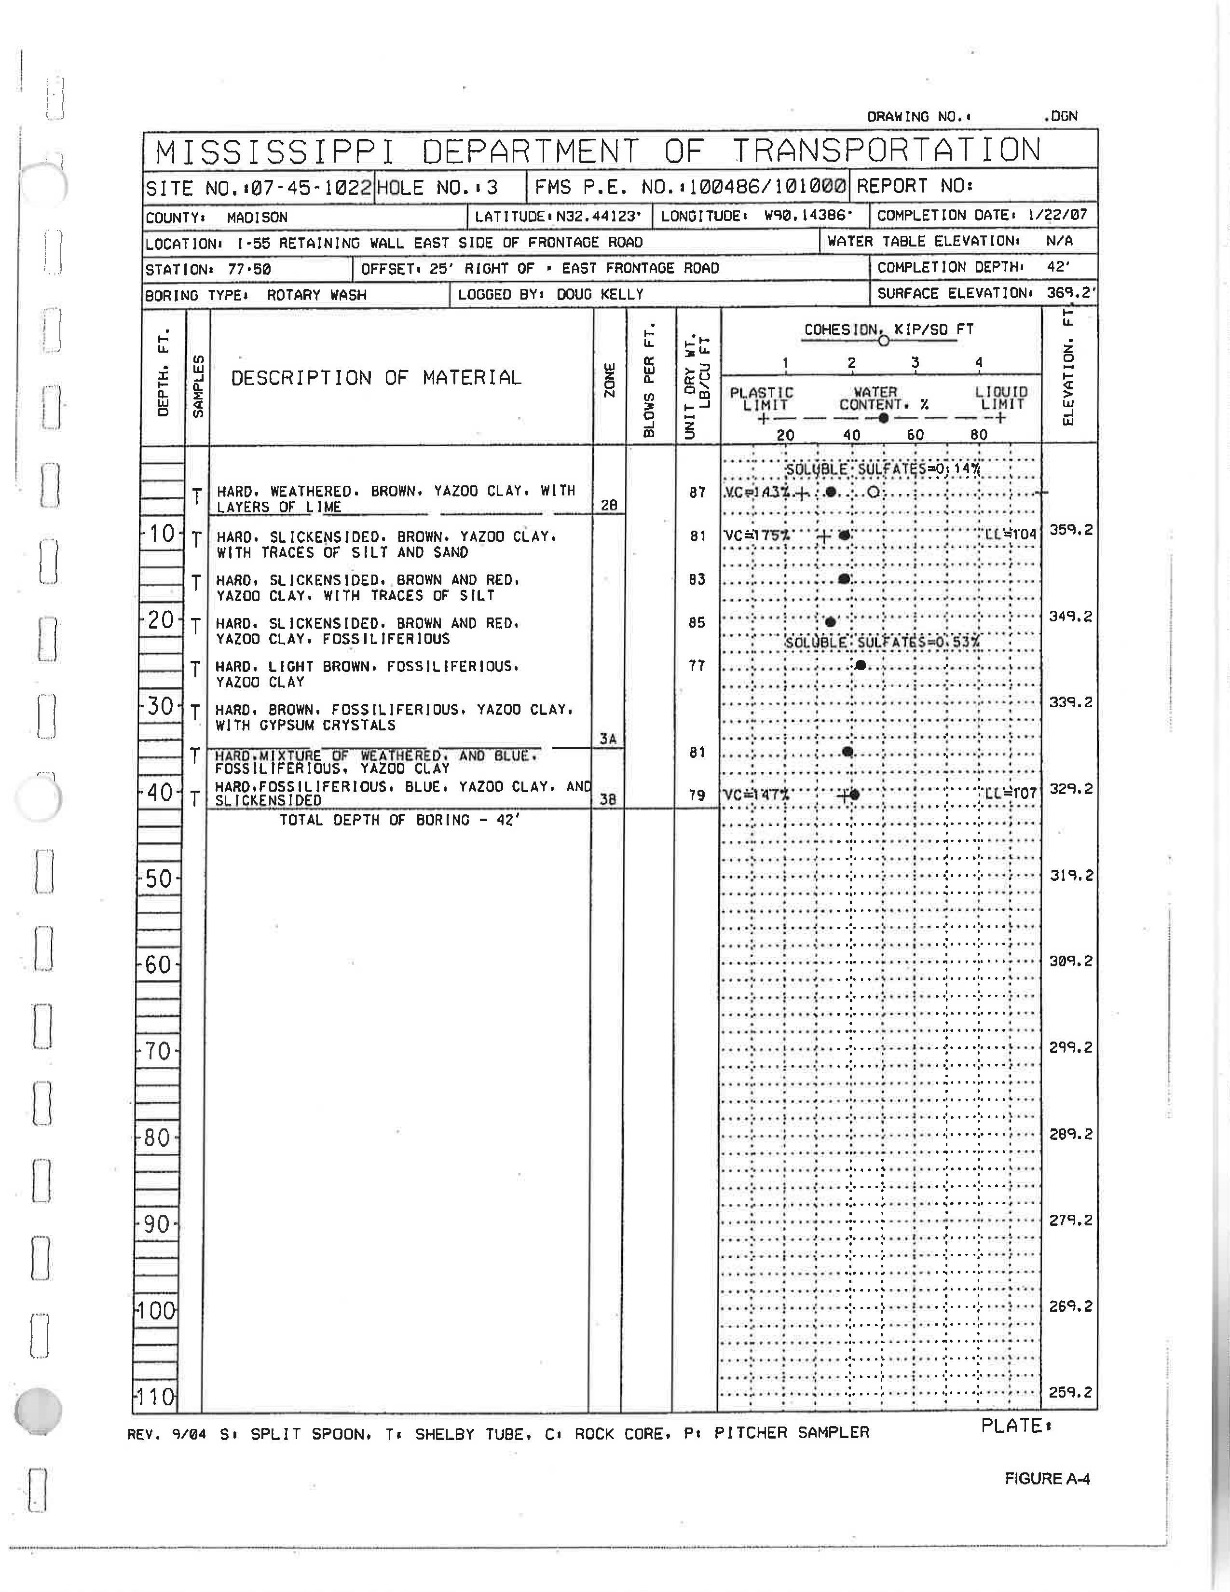 DRAWING NO.: .DGN
MISSISSIPPI DEPARTMENT OF TRANSPORTATION
SITE NO.:07-45-1022 HOLE NO.:3 FMS P.E. NO.:100486/101000 REPORT NO:
COUNTY: MADISON LATITUDE: N32.44123° LONGITUDE: W90.14386° COMPLETION DATE: 1/22/07
LOCATION: I-55 RETAINING WALL EAST SIDE OF FRONTAGE ROAD WATER TABLE ELEVATION: N/A
STATION: 77+50 OFFSET: 25' RIGHT OF EAST FRONTAGE ROAD COMPLETION DEPTH: 42'
BORING TYPE: ROTARY WASH LOGGED BY: DOUG KELLY SURFACE ELEVATION: 369.2'
DEPTH, FT.
SAMPLES
DESCRIPTION OF MATERIAL
ZONE
BLOWS PER FT.
UNIT DRY WT.
LB/CU FT
COHESION, KIP/SQ FT
1 2 3 4
PLASTIC WATER LIQUID
LIMIT CONTENT, % LIMIT
20 40 60 80
ELEVATION, FT.
SOLUBLE SULFATES=0.14%
T HARD, WEATHERED, BROWN, YAZOO CLAY, WITH 87 VC=143%
LAYERS OF LIME 2B
10 T HARD, SLICKENSIDED, BROWN, YAZOO CLAY, 81 VC=175% LL=104 359.2
WITH TRACES OF SILT AND SAND
T HARD, SLICKENSIDED, BROWN AND RED, 83
YAZOO CLAY, WITH TRACES OF SILT
20 T HARD, SLICKENSIDED, BROWN AND RED, 85 349.2
YAZOO CLAY, FOSSILIFERIOUS SOLUBLE SULFATES=0.53%
T HARD, LIGHT BROWN, FOSSILIFERIOUS, 77
YAZOO CLAY
30 T HARD, BROWN, FOSSILIFERIOUS, YAZOO CLAY, 339.2
WITH GYPSUM CRYSTALS
3A
T HARD,MIXTURE OF WEATHERED, AND BLUE, 81
FOSSILIFERIOUS, YAZOO CLAY
40 T HARD,FOSSILIFERIOUS, BLUE, YAZOO CLAY, AND 79 VC=147% LL=107 329.2
SLICKENSIDED 3B
TOTAL DEPTH OF BORING - 42'
50 319.2
60 309.2
70 299.2
80 289.2
90 279.2
100 269.2
110 259.2
REV. 9/04 S: SPLIT SPOON, T: SHELBY TUBE, C: ROCK CORE, P: PITCHER SAMPLER PLATE:
FIGURE A-4